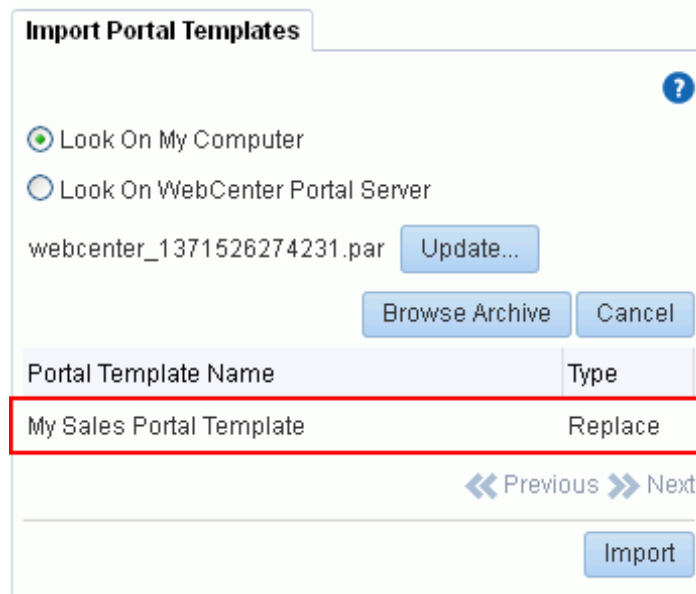 Import Portal Templates
?
Look On My Computer
Look On WebCenter Portal Server
webcenter_1371526274231.par Update...
Browse Archive Cancel
Portal Template Name Type
My Sales Portal Template Replace
Previous Next
Import